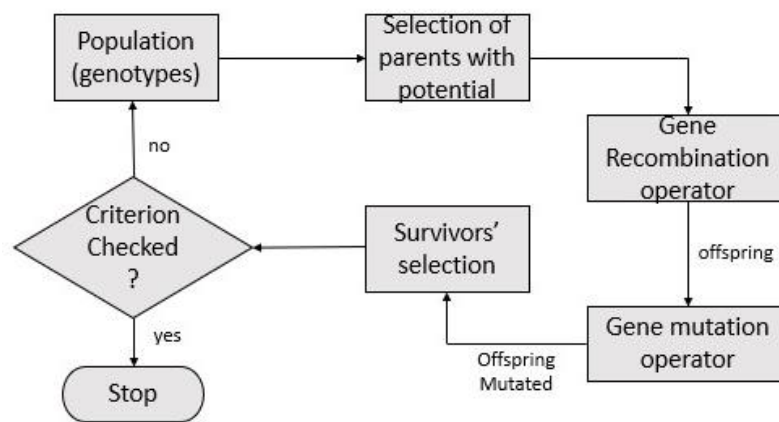 Population
(genotypes)
Selection of
parents with
potential
Gene
Recombination
operator
offspring
Gene mutation
operator
Offspring
Mutated
Survivors'
selection
Criterion
Checked
?
no
yes
Stop